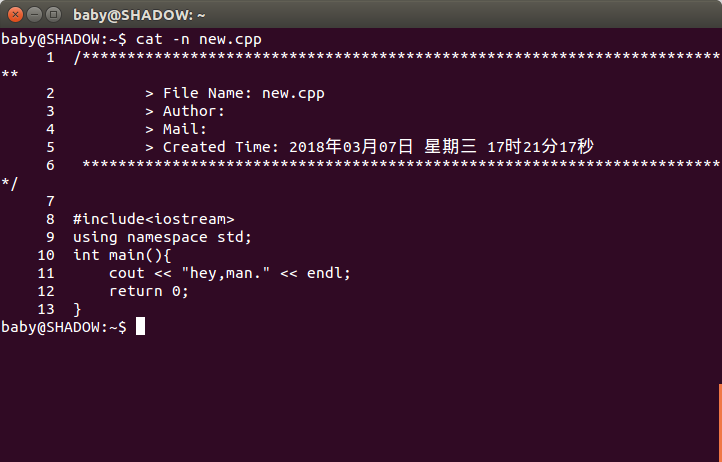 baby@SHADOW: ~
baby@SHADOW:~$ cat -n new.cpp
     1  /************************************************************************
**
     2          > File Name: new.cpp
     3          > Author:
     4          > Mail:
     5          > Created Time: 2018年03月07日 星期三 17时21分17秒
     6   ***********************************************************************
*/
     7
     8  #include<iostream>
     9  using namespace std;
    10  int main(){
    11      cout << "hey,man." << endl;
    12      return 0;
    13  }
baby@SHADOW:~$